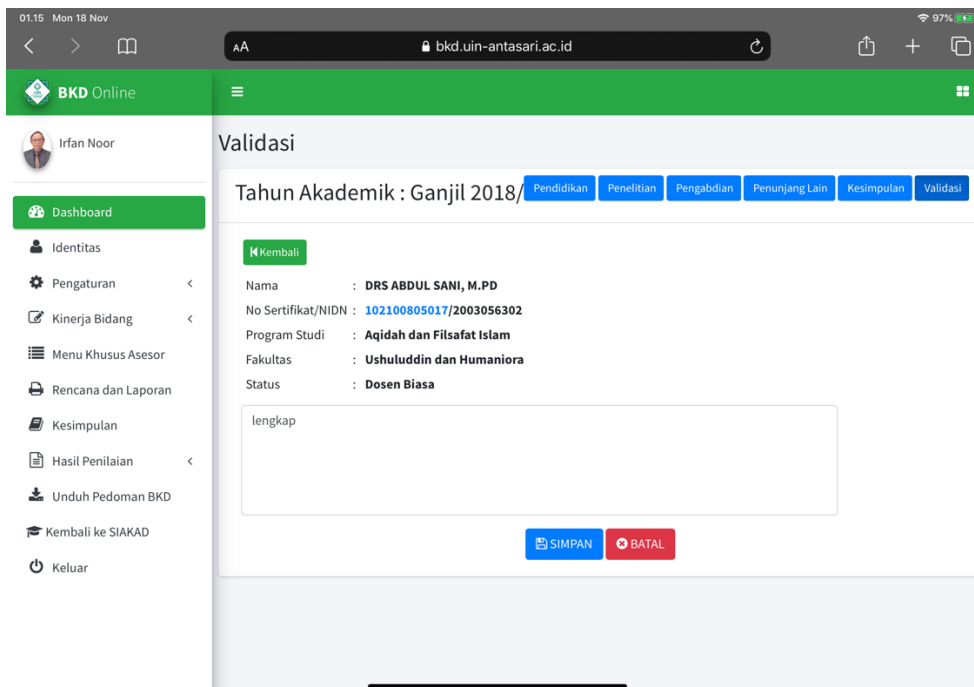 01.15 Mon 18 Nov
97%
AA
bkd.uin-antasari.ac.id
BKD Online
Irfan Noor
Dashboard
Identitas
Pengaturan
Kinerja Bidang
Menu Khusus Asesor
Rencana dan Laporan
Kesimpulan
Hasil Penilaian
Unduh Pedoman BKD
Kembali ke SIAKAD
Keluar
Validasi
Tahun Akademik : Ganjil 2018/
Pendidikan Penelitian Pengabdian Penunjang Lain Kesimpulan Validasi
Kembali
Nama : DRS ABDUL SANI, M.PD
No Sertifikat/NIDN : 102100805017/2003056302
Program Studi : Aqidah dan Filsafat Islam
Fakultas : Ushuluddin dan Humaniora
Status : Dosen Biasa
lengkap
SIMPAN BATAL